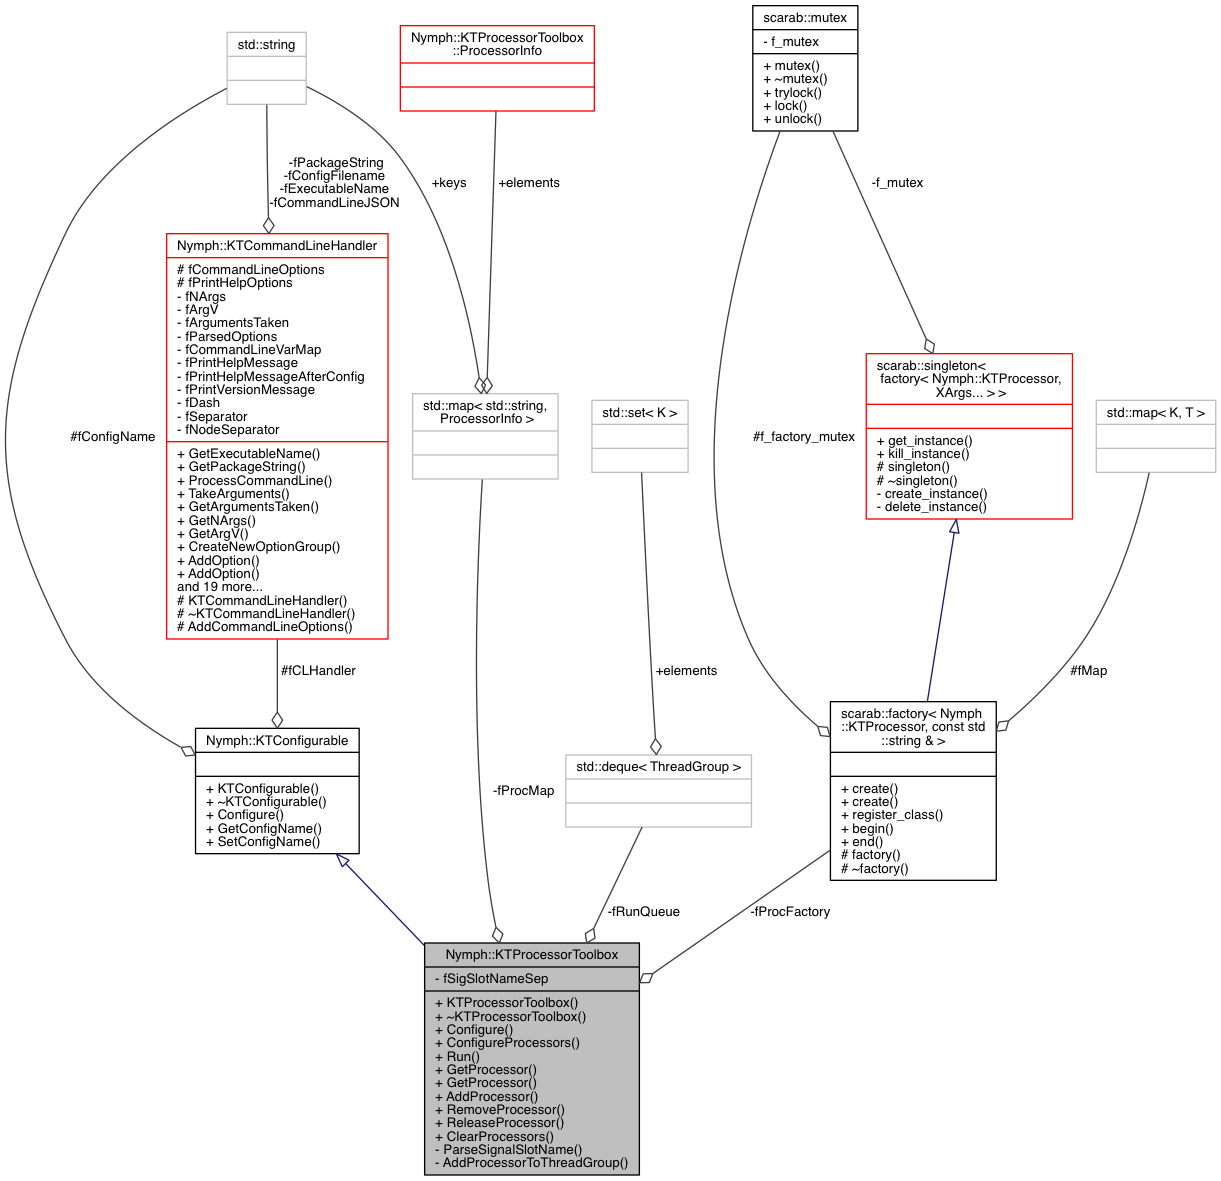 std::string
Nymph::KTProcessorToolbox
::ProcessorInfo
scarab::mutex
- f_mutex
+ mutex()
+ ~mutex()
+ trylock()
+ lock()
+ unlock()
-fPackageString
-fConfigFilename
-fExecutableName
-fCommandLineJSON
+keys
+elements
-f_mutex
Nymph::KTCommandLineHandler
# fCommandLineOptions
# fPrintHelpOptions
- fNArgs
- fArgV
- fArgumentsTaken
- fParsedOptions
- fCommandLineVarMap
- fPrintHelpMessage
- fPrintHelpMessageAfterConfig
- fPrintVersionMessage
- fDash
- fSeparator
- fNodeSeparator
+ GetExecutableName()
+ GetPackageString()
+ ProcessCommandLine()
+ TakeArguments()
+ GetArgumentsTaken()
+ GetNArgs()
+ GetArgV()
+ CreateNewOptionGroup()
+ AddOption()
+ AddOption()
and 19 more...
# KTCommandLineHandler()
# ~KTCommandLineHandler()
# AddCommandLineOptions()
scarab::singleton<
factory< Nymph::KTProcessor,
XArgs... > >
+ get_instance()
+ kill_instance()
# singleton()
# ~singleton()
- create_instance()
- delete_instance()
std::map< std::string,
ProcessorInfo >
std::set< K >
std::map< K, T >
#fConfigName
#f_factory_mutex
#fCLHandler
+elements
#fMap
Nymph::KTConfigurable
+ KTConfigurable()
+ ~KTConfigurable()
+ Configure()
+ GetConfigName()
+ SetConfigName()
-fProcMap
std::deque< ThreadGroup >
scarab::factory< Nymph
::KTProcessor, const std
::string & >
+ create()
+ create()
+ register_class()
+ begin()
+ end()
# factory()
# ~factory()
-fRunQueue
-fProcFactory
Nymph::KTProcessorToolbox
- fSigSlotNameSep
+ KTProcessorToolbox()
+ ~KTProcessorToolbox()
+ Configure()
+ ConfigureProcessors()
+ Run()
+ GetProcessor()
+ GetProcessor()
+ AddProcessor()
+ RemoveProcessor()
+ ReleaseProcessor()
+ ClearProcessors()
- ParseSignalSlotName()
- AddProcessorToThreadGroup()